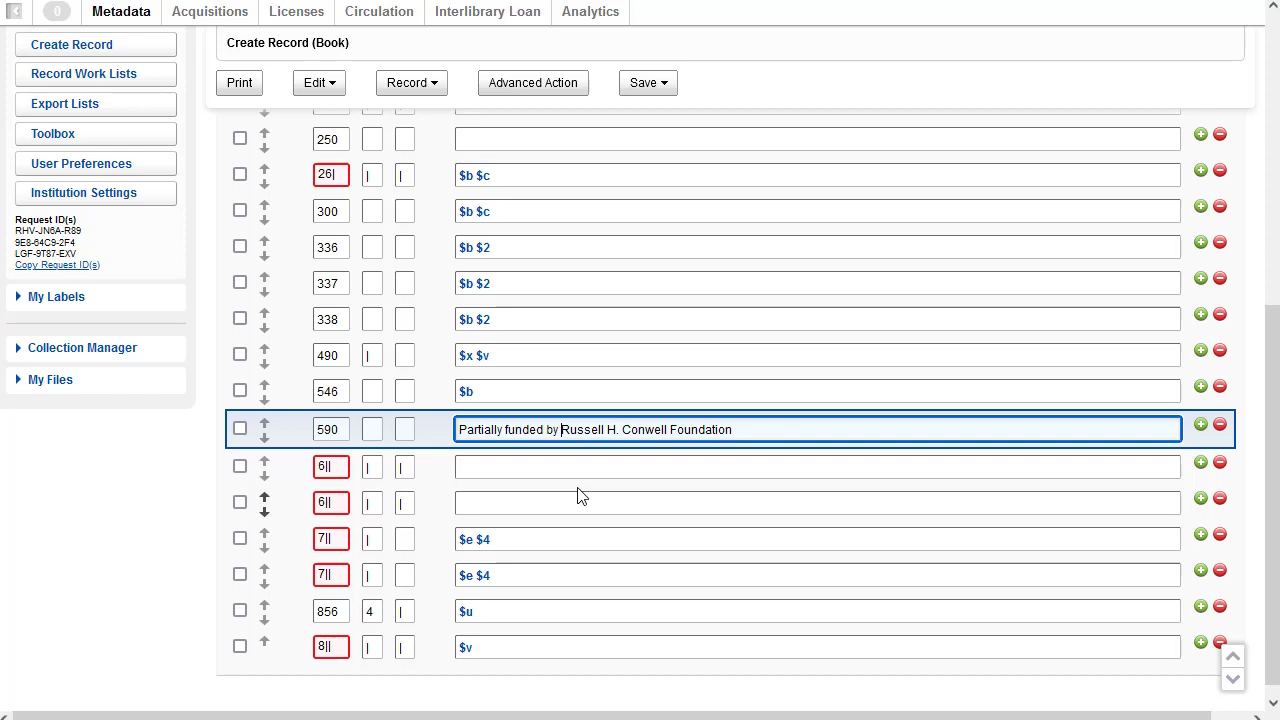 0 Metadata Acquisitions Licenses Circulation Interlibrary Loan Analytics
Create Record
Record Work Lists
Export Lists
Toolbox
User Preferences
Institution Settings
Request ID(s)
RHV-JN6A-R89
9E8-64C9-2F4
LGF-9T87-EXV
Copy Request ID(s)
My Labels
Collection Manager
My Files
Create Record (Book)
Print Edit Record Advanced Action Save
250
26| | | $b $c
300 $b $c
336 $b $2
337 $b $2
338 $b $2
490 | $x $v
546 $b
590 Partially funded by Russell H. Conwell Foundation
6|| | |
6|| | |
7|| | $e $4
7|| | $e $4
856 4 | $u
8|| | | $v